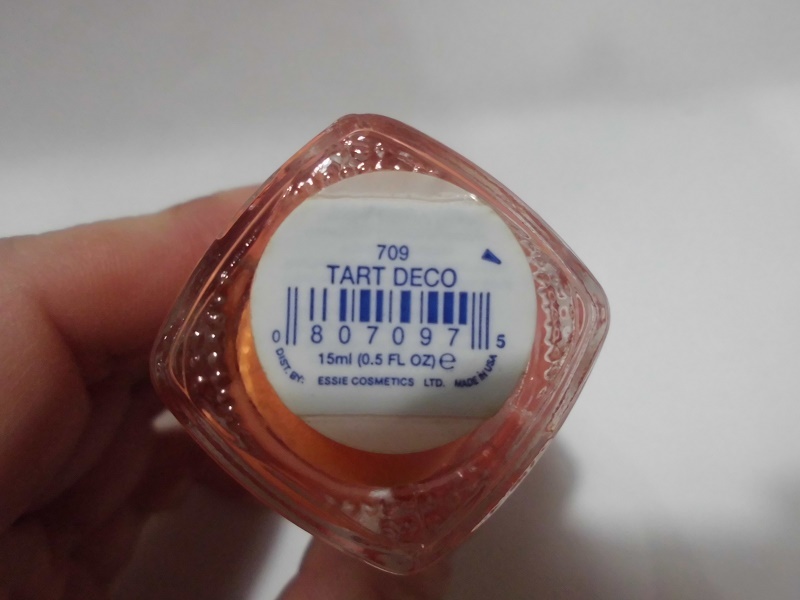 709
TART DECO
0 807097 5
15ml (0.5 FL OZ) e
DIST. BY: ESSIE COSMETICS LTD. MADE in USA